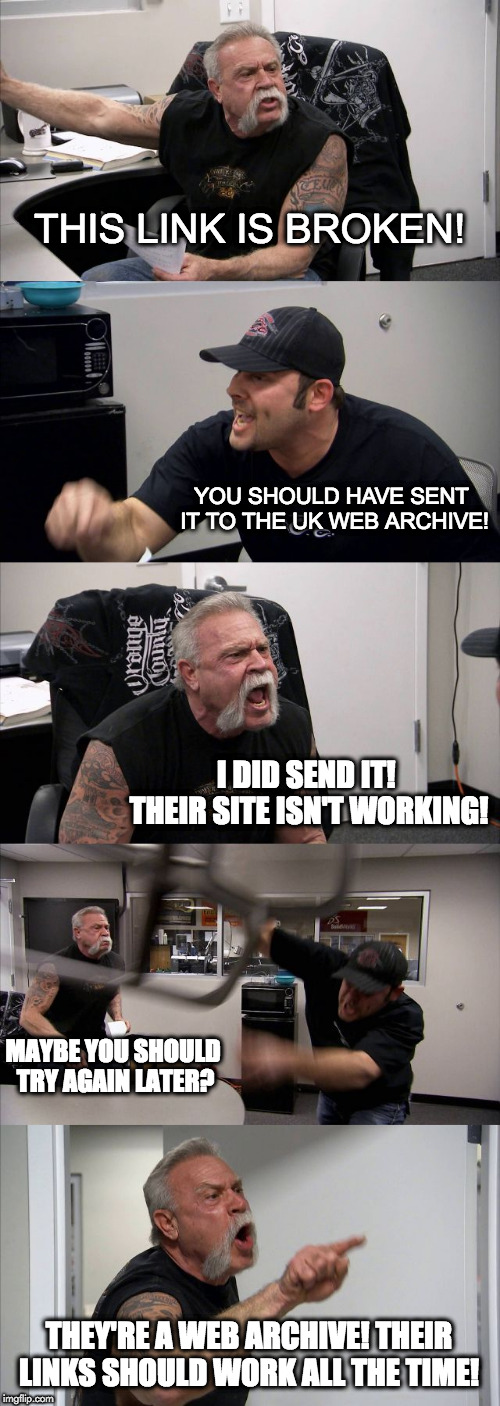 THIS LINK IS BROKEN!
YOU SHOULD HAVE SENT
IT TO THE UK WEB ARCHIVE!
Orange
County
I DID SEND IT!
THEIR SITE ISN'T WORKING!
MAYBE YOU SHOULD
TRY AGAIN LATER?
THEY'RE A WEB ARCHIVE! THEIR
LINKS SHOULD WORK ALL THE TIME!
imgflip.com